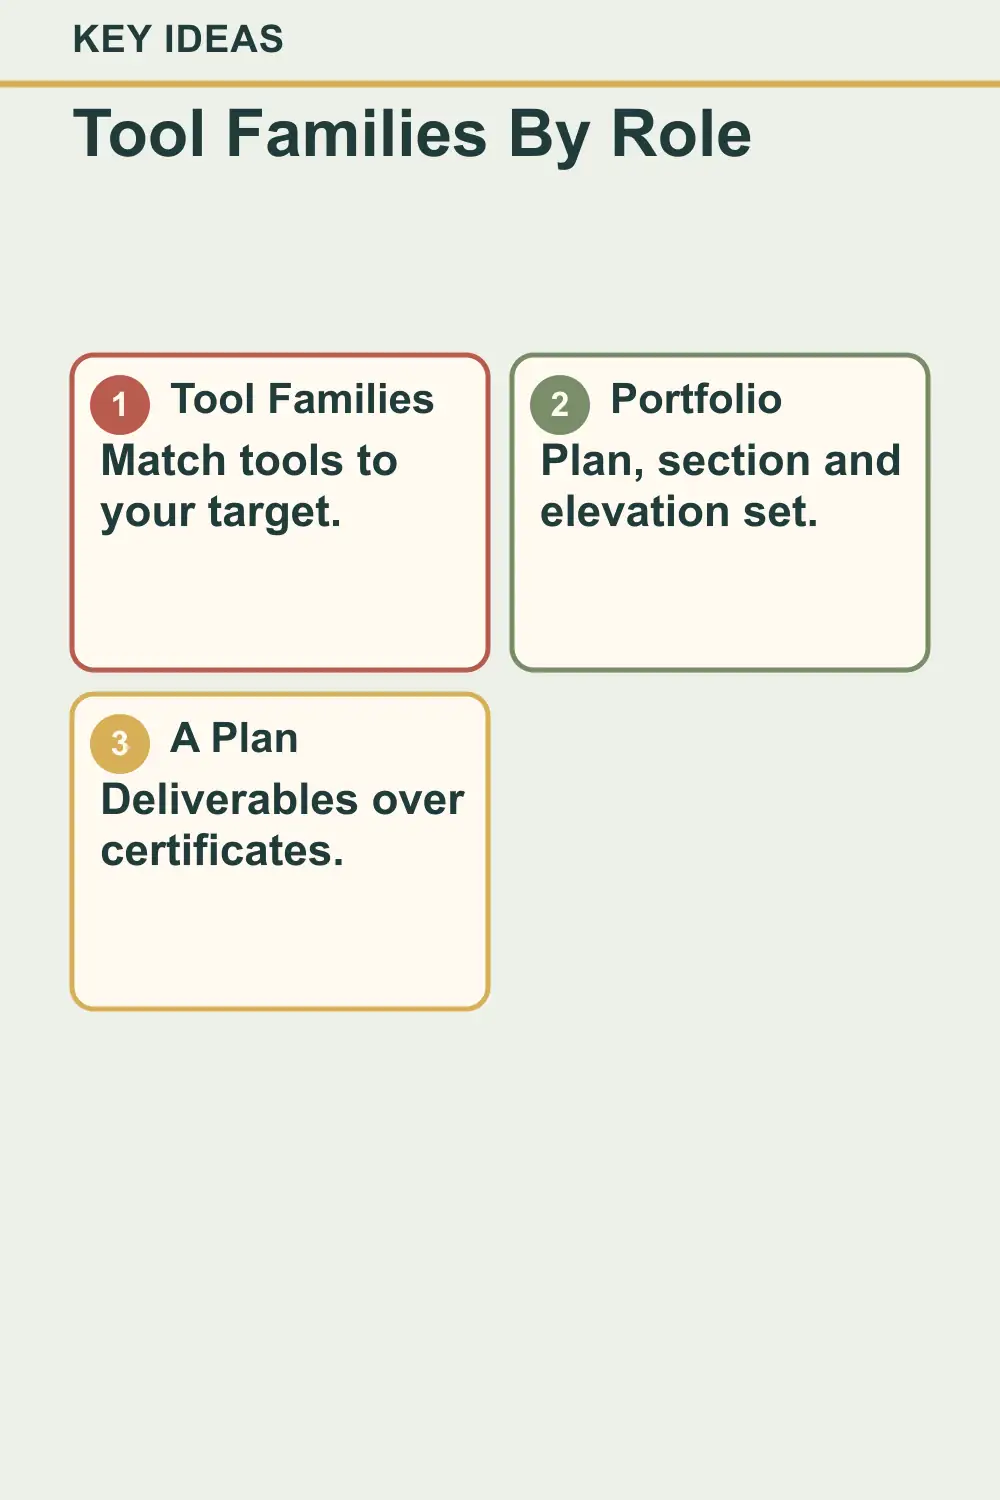 KEY IDEAS
Tool Families By Role
1 Tool Families
Match tools to
your target.
2 Portfolio
Plan, section and
elevation set.
3 A Plan
Deliverables over
certificates.